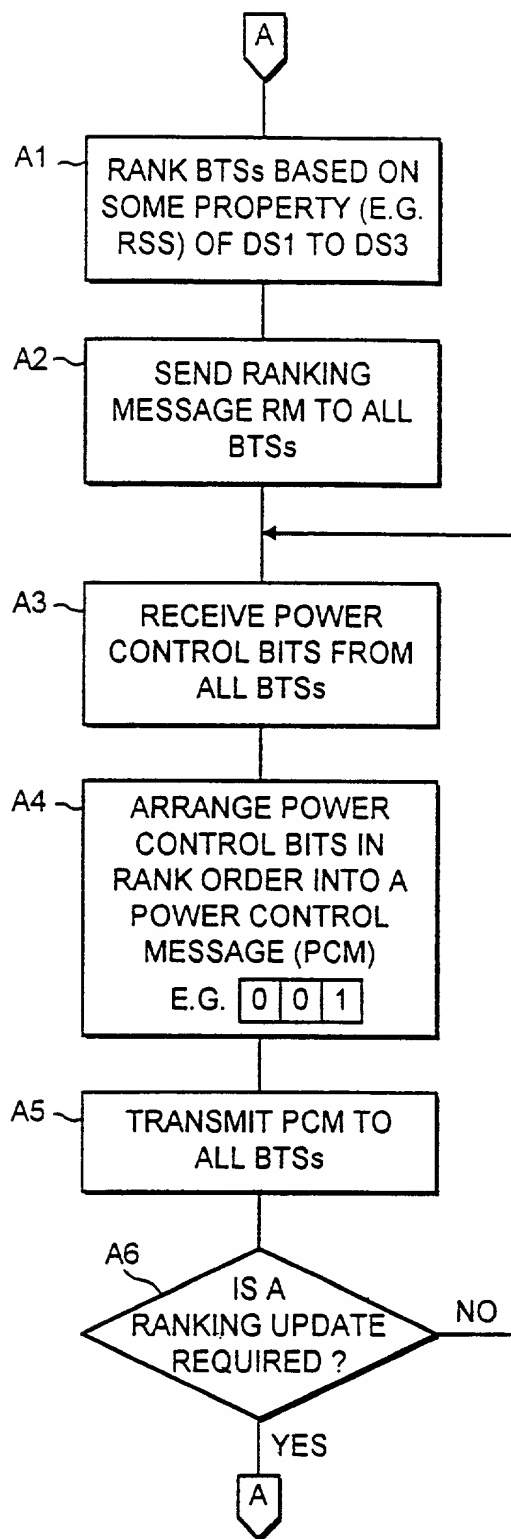 A
A1
RANK BTSs BASED ON
SOME PROPERTY (E.G.
RSS) OF DS1 TO DS3
A2
SEND RANKING
MESSAGE RM TO ALL
BTSs
A3
RECEIVE POWER
CONTROL BITS FROM
ALL BTSs
A4
ARRANGE POWER
CONTROL BITS IN
RANK ORDER INTO A
POWER CONTROL
MESSAGE (PCM)
E.G. 0 0 1
A5
TRANSMIT PCM TO
ALL BTSs
A6
IS A
RANKING UPDATE
REQUIRED ?
NO
YES
A